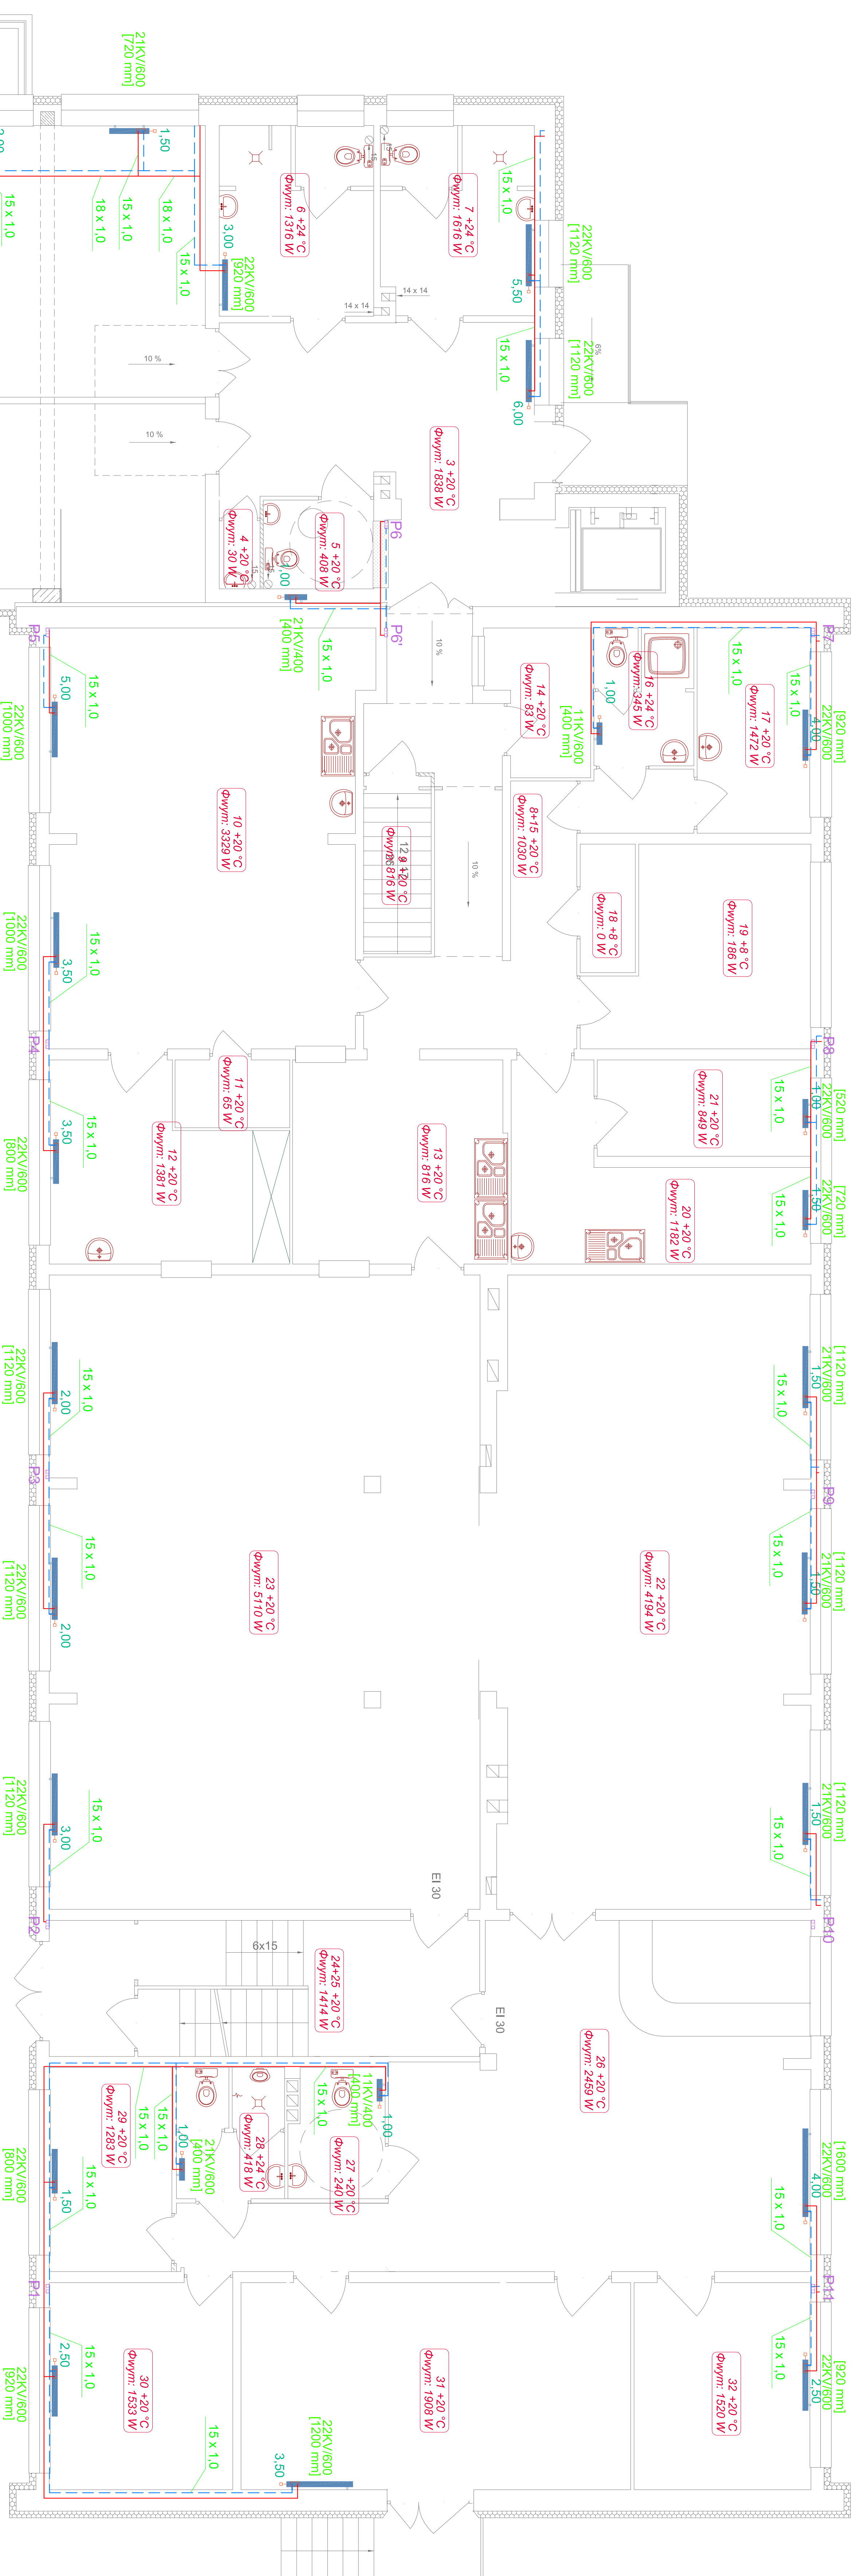 21KV/600
[720 mm]
1,50
15 x 1,0
18 x 1,0
15 x 1,0
18 x 1,0
15 x 1,0
6 +24 °C
Φwym: 1316 W
7 +24 °C
Φwym: 1616 W
15 x 1,0
22KV/600
[1120 mm]
5,50
3,00
22KV/600
[920 mm]
14 x 14
14 x 14
10 %
10 %
15 x 1,0
22KV/600
[1120 mm]
6%
6,00
3 +20 °C
Φwym: 1838 W
4 +20 °C
Φwym: 30 W
5 +20 °C
Φwym: 408 W
P6
1,00
21KV/400
[400 mm]
P6'
15 x 1,0
10 %
P5
15 x 1,0
5,00
22KV/600
[1000 mm]
14 +20 °C
Φwym: 83 W
16 +24 °C
Φwym: 345 W
1,00
11KV/600
[400 mm]
17 +20 °C
Φwym: 1472 W
15 x 1,0
15 x 1,0
P7
4,00
[920 mm]
22KV/600
10 +20 °C
Φwym: 3329 W
9 +20 °C
Φwym: 816 W
8+15 +20 °C
Φwym: 1030 W
10 %
18 +8 °C
Φwym: 0 W
19 +8 °C
Φwym: 186 W
22KV/600
[1000 mm]
3,50
15 x 1,0
P4
P8
15 x 1,0
3,50
22KV/600
[800 mm]
11 +20 °C
Φwym: 65 W
12 +20 °C
Φwym: 1381 W
13 +20 °C
Φwym: 816 W
21 +20 °C
Φwym: 849 W
15 x 1,0
1,00
[520 mm]
22KV/600
20 +20 °C
Φwym: 1182 W
15 x 1,0
1,50
[720 mm]
22KV/600
22KV/600
[1120 mm]
2,00
15 x 1,0
15 x 1,0
1,50
[1120 mm]
21KV/600
P3
P9
22KV/600
[1120 mm]
2,00
15 x 1,0
23 +20 °C
Φwym: 5110 W
22 +20 °C
Φwym: 4194 W
15 x 1,0
1,50
[1120 mm]
21KV/600
22KV/600
[1120 mm]
3,00
15 x 1,0
15 x 1,0
1,50
[1120 mm]
21KV/600
EI 30
P2
P10
6x15
24+25 +20 °C
Φwym: 1414 W
EI 30
26 +20 °C
Φwym: 2459 W
29 +20 °C
Φwym: 1283 W
15 x 1,0
15 x 1,0
1,00
21KV/600
[400 mm]
28 +24 °C
Φwym: 418 W
15 x 1,0
11KV/400
[400 mm]
1,00
27 +20 °C
Φwym: 240 W
22KV/600
[800 mm]
1,50
15 x 1,0
15 x 1,0
4,00
[1600 mm]
22KV/600
P1
P11
22KV/600
[920 mm]
2,50
15 x 1,0
30 +20 °C
Φwym: 1533 W
15 x 1,0
3,50
22KV/600
[1200 mm]
31 +20 °C
Φwym: 1908 W
32 +20 °C
Φwym: 1520 W
15 x 1,0
2,50
[920 mm]
22KV/600